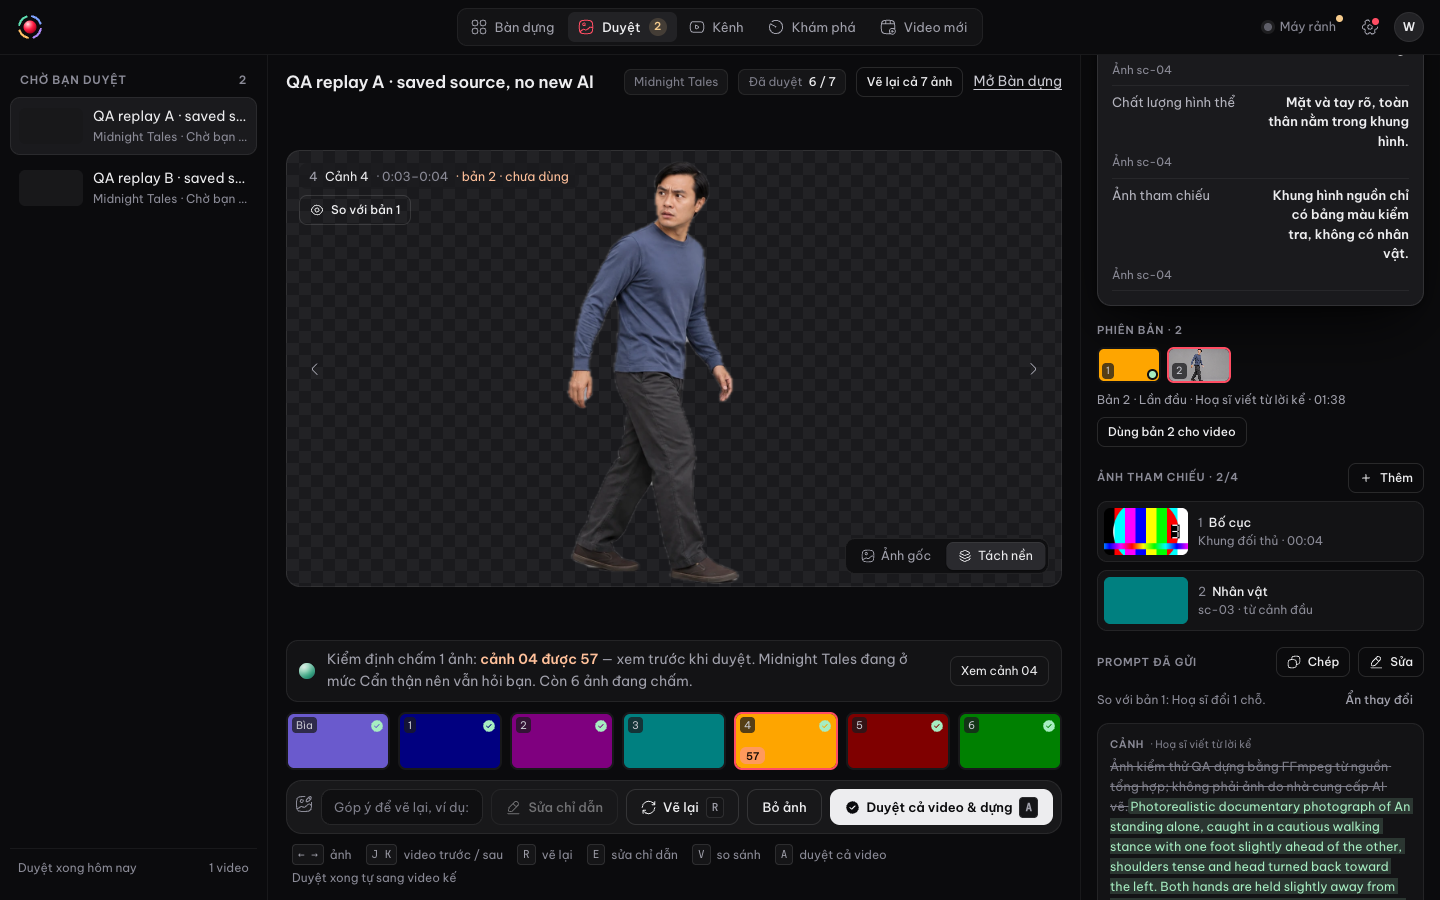 Bàn dựng
Duyệt 2
Kênh
Khám phá
Video mới
Máy rảnh
W
CHỜ BẠN DUYỆT 2
QA replay A · saved s...
Midnight Tales · Chờ bạn ...
QA replay B · saved s...
Midnight Tales · Chờ bạn ...
Duyệt xong hôm nay 1 video
QA replay A · saved source, no new AI
Midnight Tales
Đã duyệt 6 / 7
Vẽ lại cả 7 ảnh
Mở Bàn dựng
4 Cảnh 4 · 0:03–0:04 · bản 2 · chưa dùng
So với bản 1
Ảnh gốc
Tách nền
Kiểm định chấm 1 ảnh: cảnh 04 được 57 — xem trước khi duyệt. Midnight Tales đang ở
mức Cẩn thận nên vẫn hỏi bạn. Còn 6 ảnh đang chấm.
Xem cảnh 04
Bìa
1
2
3
4
57
5
6
Góp ý để vẽ lại, ví dụ:
Sửa chỉ dẫn
Vẽ lại R
Bỏ ảnh
Duyệt cả video & dựng A
← → ảnh J K video trước / sau R vẽ lại E sửa chỉ dẫn V so sánh A duyệt cả video
Duyệt xong tự sang video kế
Ảnh sc-04
Chất lượng hình thể
Mặt và tay rõ, toàn
thân nằm trong khung
hình.
Ảnh sc-04
Ảnh tham chiếu
Khung hình nguồn chỉ
có bảng màu kiểm
tra, không có nhân
vật.
Ảnh sc-04
PHIÊN BẢN · 2
1
2
Bản 2 · Lần đầu · Hoạ sĩ viết từ lời kể · 01:38
Dùng bản 2 cho video
ẢNH THAM CHIẾU · 2/4
+ Thêm
1 Bố cục
Khung đối thủ · 00:04
2 Nhân vật
sc-03 · từ cảnh đầu
PROMPT ĐÃ GỬI
Chép
Sửa
So với bản 1: Hoạ sĩ đổi 1 chỗ.
Ẩn thay đổi
CẢNH · Hoạ sĩ viết từ lời kể
Ảnh kiểm thử QA dựng bằng FFmpeg từ nguồn
tổng hợp; không phải ảnh do nhà cung cấp AI
vẽ. Photorealistic documentary photograph of An
standing alone, caught in a cautious walking
stance with one foot slightly ahead of the other,
shoulders tense and head turned back toward
the left. Both hands are held slightly away from